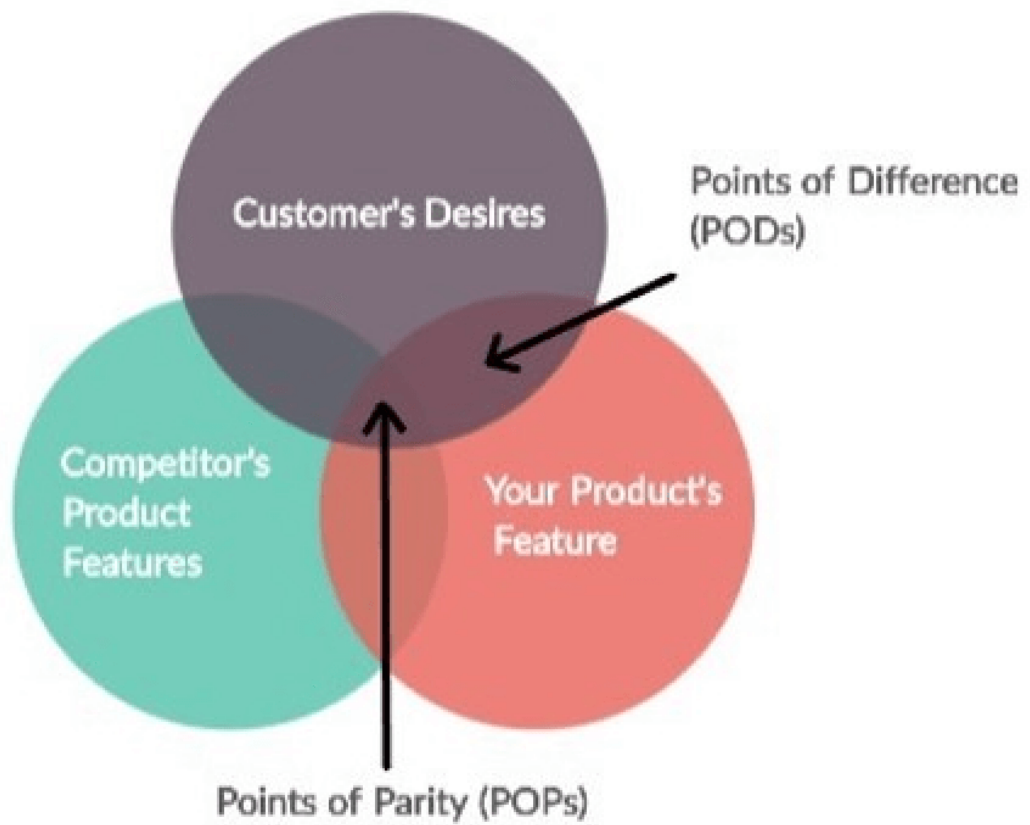 Customer's Desires
Points of Difference
(PODs)
Competitor's
Product
Features
Your Product's
Feature
Points of Parity (POPs)